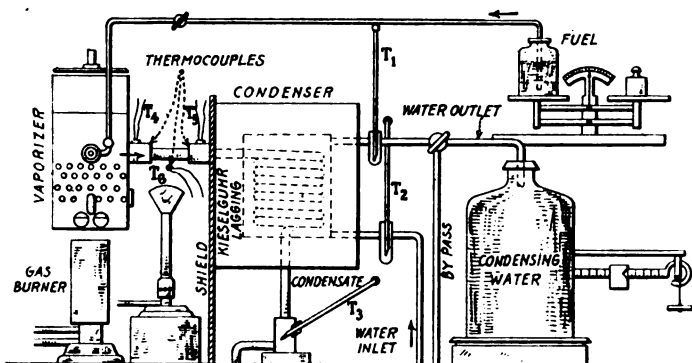 FUEL
THERMOCOUPLES
T1
CONDENSER
WATER OUTLET
T4
T5
VAPORIZER
T6
T2
KIESELGUHR
LAGGING
BY PASS
CONDENSING
WATER
SHIELD
GAS
BURNER
CONDENSATE
T3
WATER
INLET